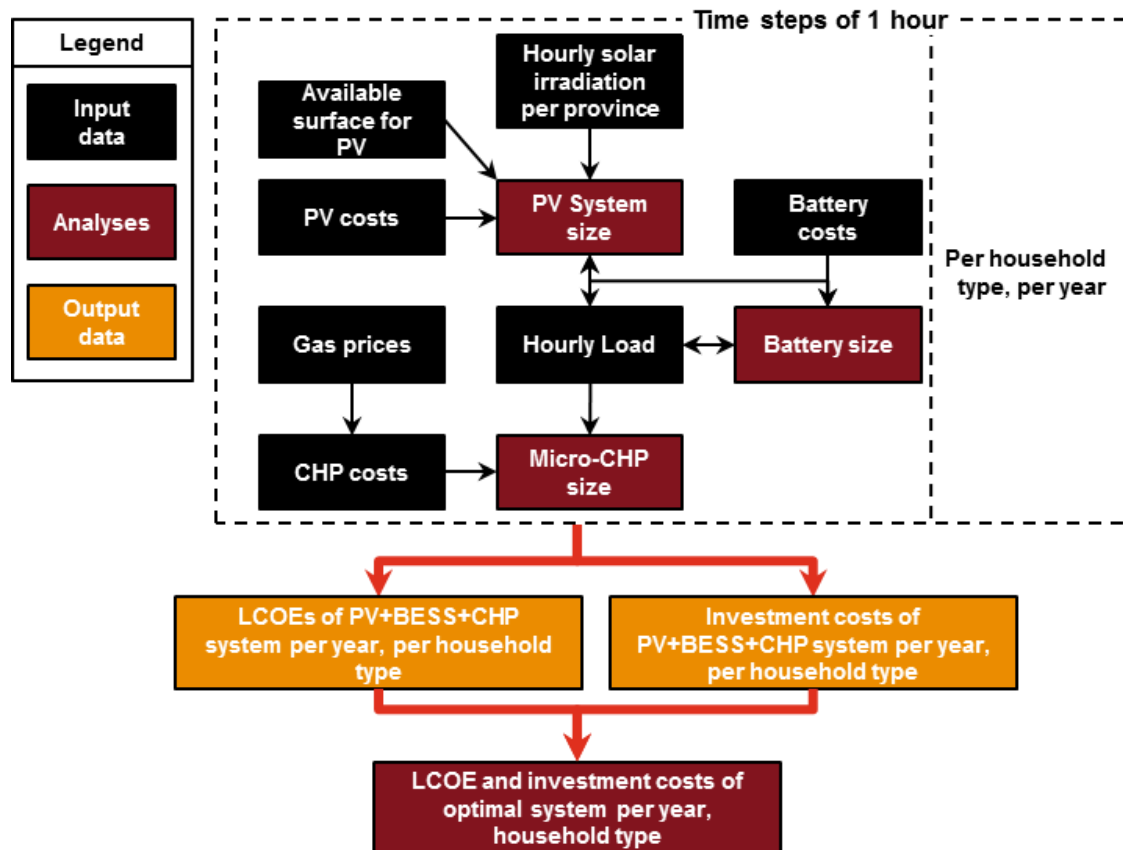 Time steps of 1 hour
Legend
Input
data
Analyses
Output
data
Hourly solar
irradiation
per province
Available
surface for
PV
PV costs
PV System
size
Battery
costs
Per household
type, per year
Gas prices
Hourly Load
Battery size
CHP costs
Micro-CHP
size
LCOEs of PV+BESS+CHP
system per year, per household
type
Investment costs of
PV+BESS+CHP system per year,
per household type
LCOE and investment costs of
optimal system per year,
household type